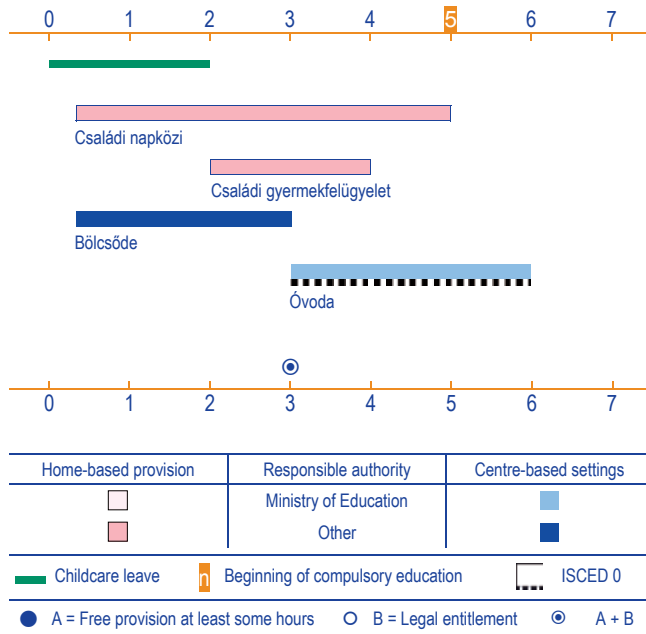 0 1 2 3 4 5 6 7
Családi napközi
Családi gyermekfelügyelet
Bölcsőde
Óvoda
0 1 2 3 4 5 6 7
Home-based provision Responsible authority Centre-based settings
Ministry of Education
Other
Childcare leave n Beginning of compulsory education ISCED 0
A = Free provision at least some hours B = Legal entitlement A + B